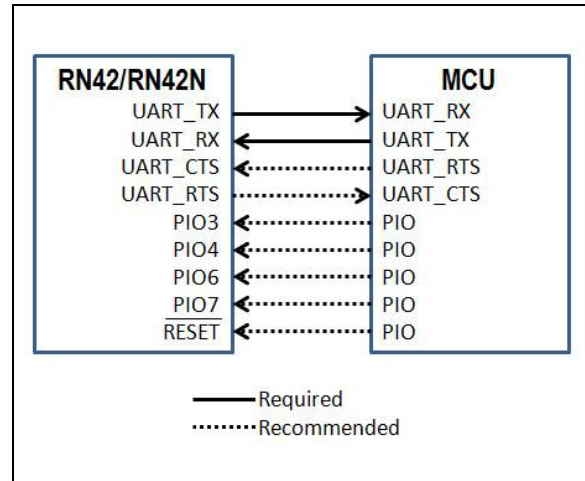 RN42/RN42N MCU
UART_TX UART_RX
UART_RX UART_TX
UART_CTS UART_RTS
UART_RTS UART_CTS
PIO3 PIO
PIO4 PIO
PIO6 PIO
PIO7 PIO
RESET PIO
Required
Recommended